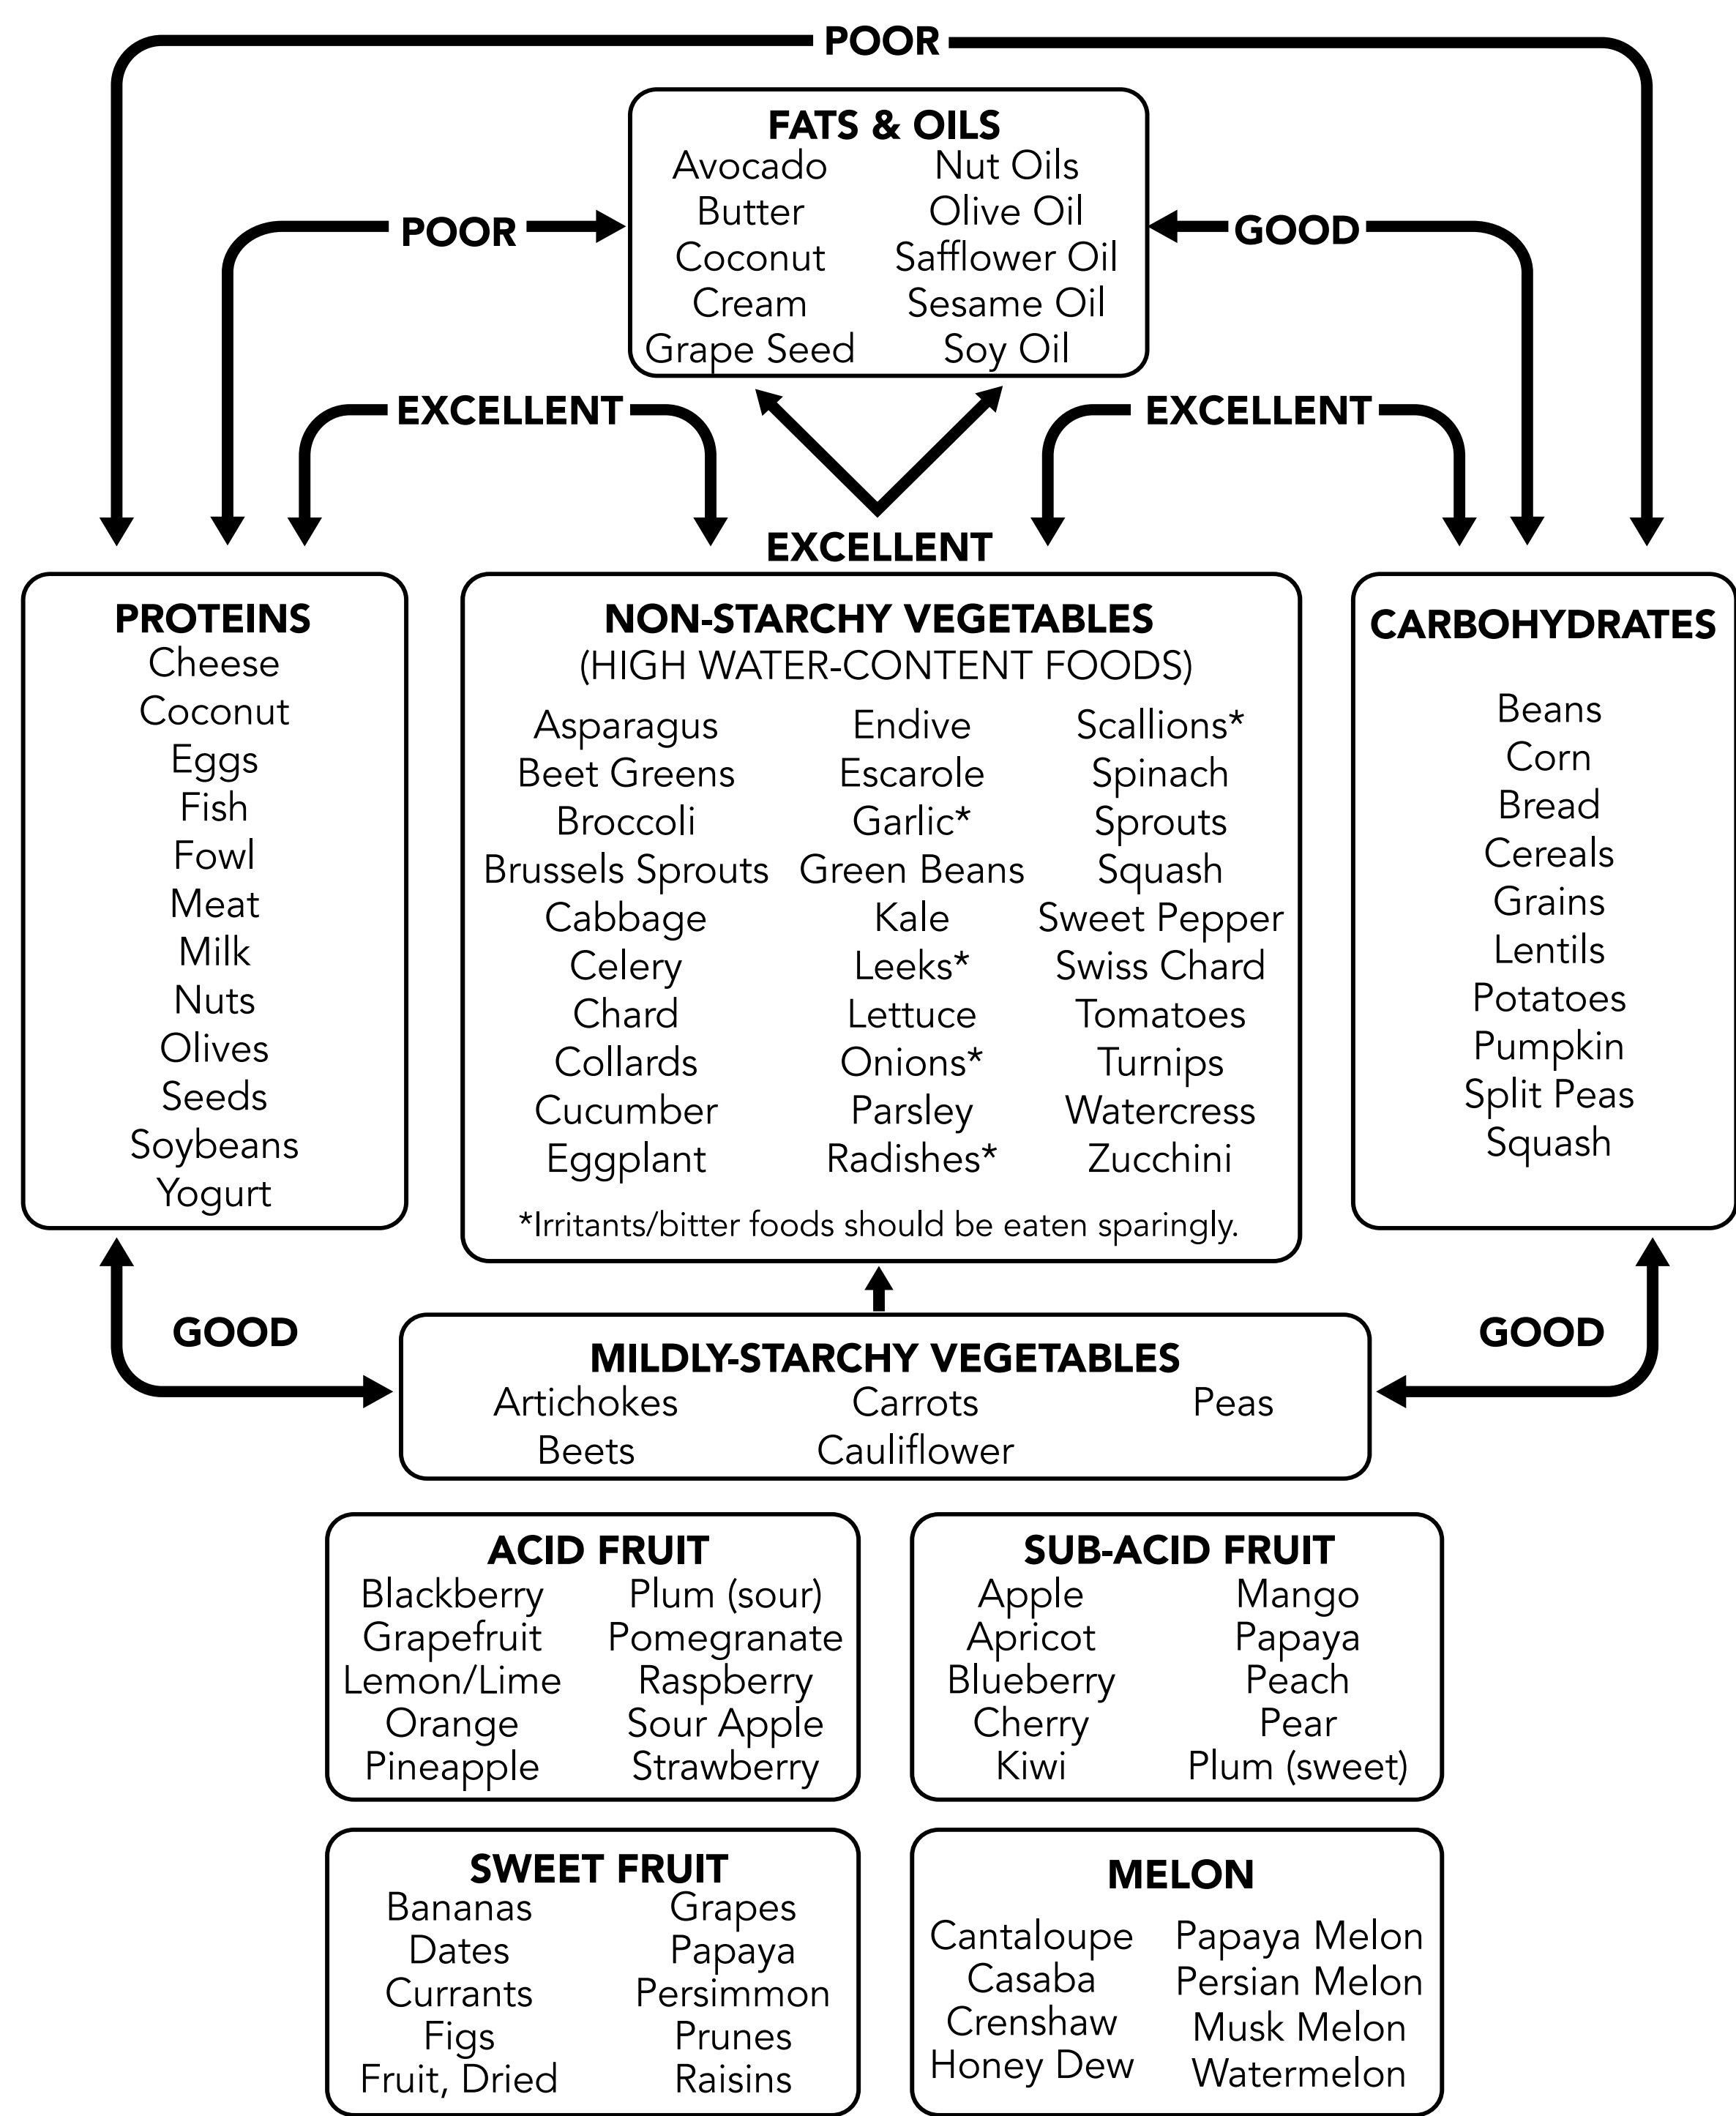 POOR
FATS & OILS
Avocado Nut Oils
Butter Olive Oil
Coconut Safflower Oil
Cream Sesame Oil
Grape Seed Soy Oil
POOR
GOOD
EXCELLENT
EXCELLENT
EXCELLENT
PROTEINS
Cheese
Coconut
Eggs
Fish
Fowl
Meat
Milk
Nuts
Olives
Seeds
Soybeans
Yogurt
NON-STARCHY VEGETABLES
(HIGH WATER-CONTENT FOODS)
Asparagus Endive Scallions*
Beet Greens Escarole Spinach
Broccoli Garlic* Sprouts
Brussels Sprouts Green Beans Squash
Cabbage Kale Sweet Pepper
Celery Leeks* Swiss Chard
Chard Lettuce Tomatoes
Collards Onions* Turnips
Cucumber Parsley Watercress
Eggplant Radishes* Zucchini
*Irritants/bitter foods should be eaten sparingly.
CARBOHYDRATES
Beans
Corn
Bread
Cereals
Grains
Lentils
Potatoes
Pumpkin
Split Peas
Squash
GOOD
GOOD
MILDLY-STARCHY VEGETABLES
Artichokes Carrots Peas
Beets Cauliflower
ACID FRUIT
Blackberry Plum (sour)
Grapefruit Pomegranate
Lemon/Lime Raspberry
Orange Sour Apple
Pineapple Strawberry
SUB-ACID FRUIT
Apple Mango
Apricot Papaya
Blueberry Peach
Cherry Pear
Kiwi Plum (sweet)
SWEET FRUIT
Bananas Grapes
Dates Papaya
Currants Persimmon
Figs Prunes
Fruit, Dried Raisins
MELON
Cantaloupe Papaya Melon
Casaba Persian Melon
Crenshaw Musk Melon
Honey Dew Watermelon